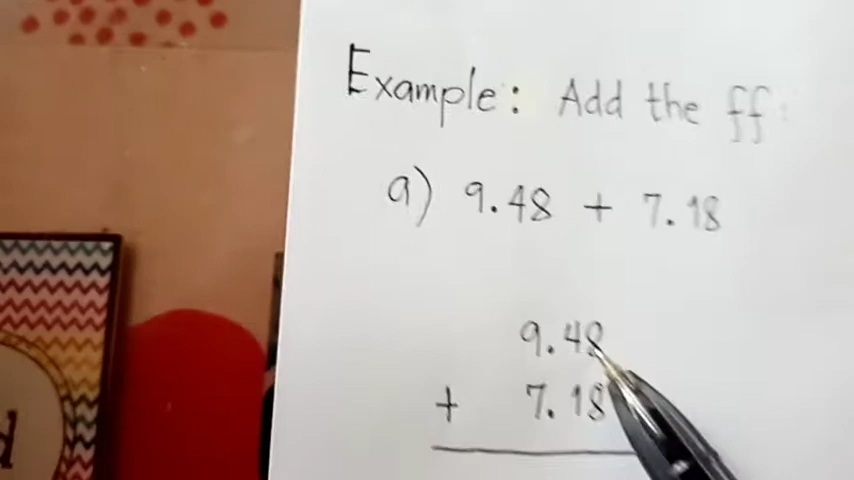 Example: Add the ff:
a) 9.48 + 7.18
9.48
+ 7.18
d